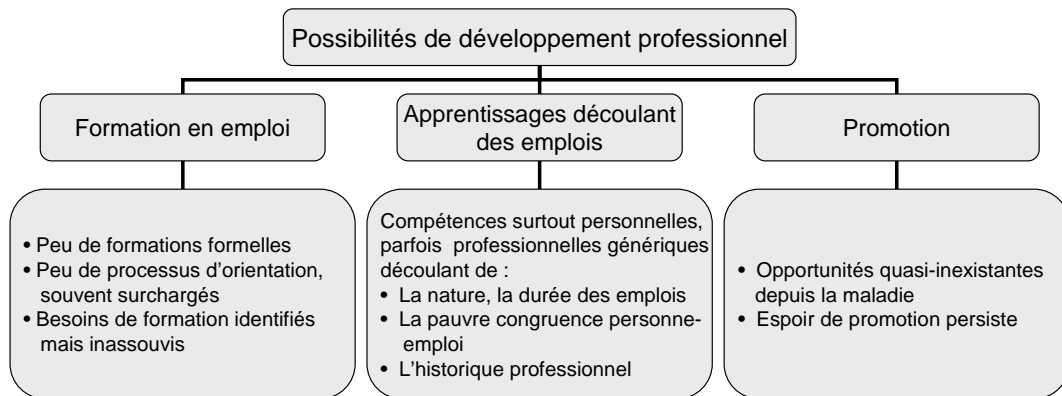 Possibilités de développement professionnel
Formation en emploi
Apprentissages découlant
des emplois
Promotion
• Peu de formations formelles
• Peu de processus d'orientation,
souvent surchargés
• Besoins de formation identifiés
mais inassouvis
Compétences surtout personnelles,
parfois professionnelles génériques
découlant de :
• La nature, la durée des emplois
• La pauvre congruence personne-
emploi
• L'historique professionnel
• Opportunités quasi-inexistantes
depuis la maladie
• Espoir de promotion persiste